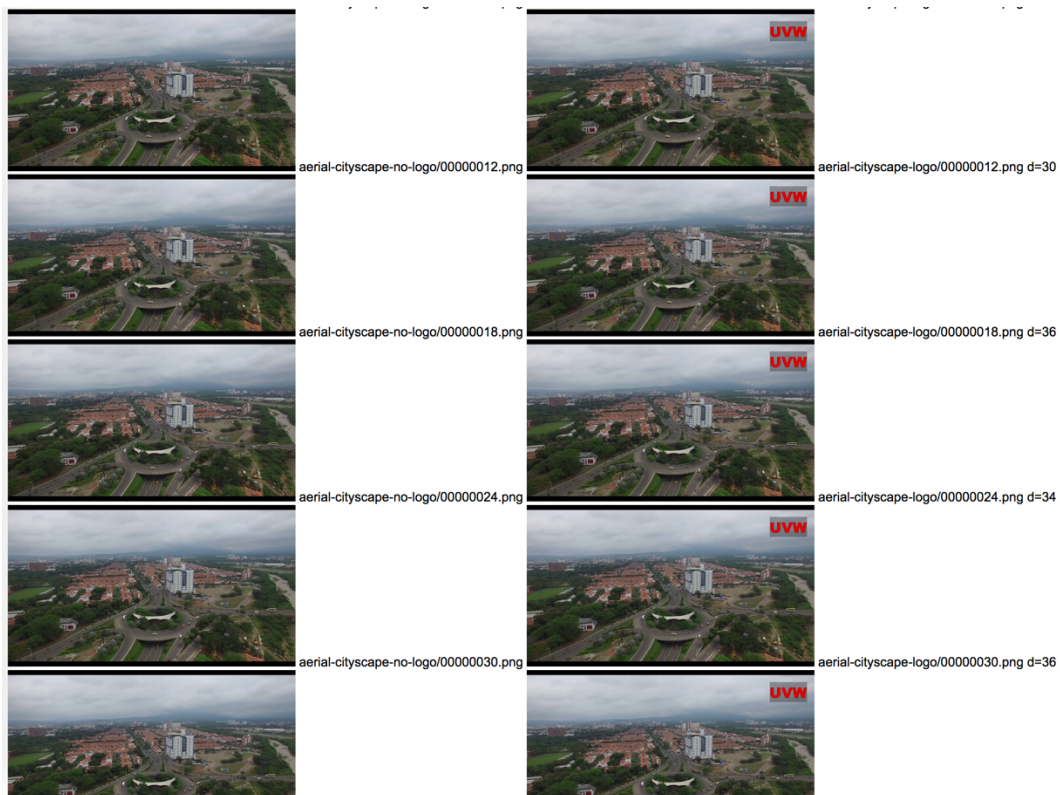 UVW
aerial-cityscape-no-logo/00000012.png
aerial-cityscape-logo/00000012.png d=30
UVW
aerial-cityscape-no-logo/00000018.png
aerial-cityscape-logo/00000018.png d=36
UVW
aerial-cityscape-no-logo/00000024.png
aerial-cityscape-logo/00000024.png d=34
UVW
aerial-cityscape-no-logo/00000030.png
aerial-cityscape-logo/00000030.png d=36
UVW